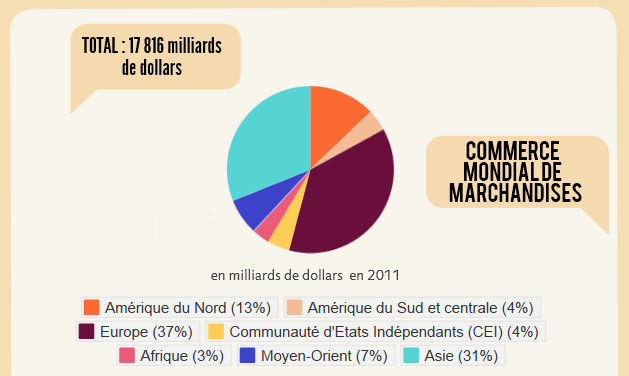 TOTAL : 17 816 milliards
de dollars
COMMERCE
MONDIAL DE
MARCHANDISES
en milliards de dollars en 2011
Amérique du Nord (13%) Amérique du Sud et centrale (4%)
Europe (37%) Communauté d'Etats Indépendants (CEI) (4%)
Afrique (3%) Moyen-Orient (7%) Asie (31%)